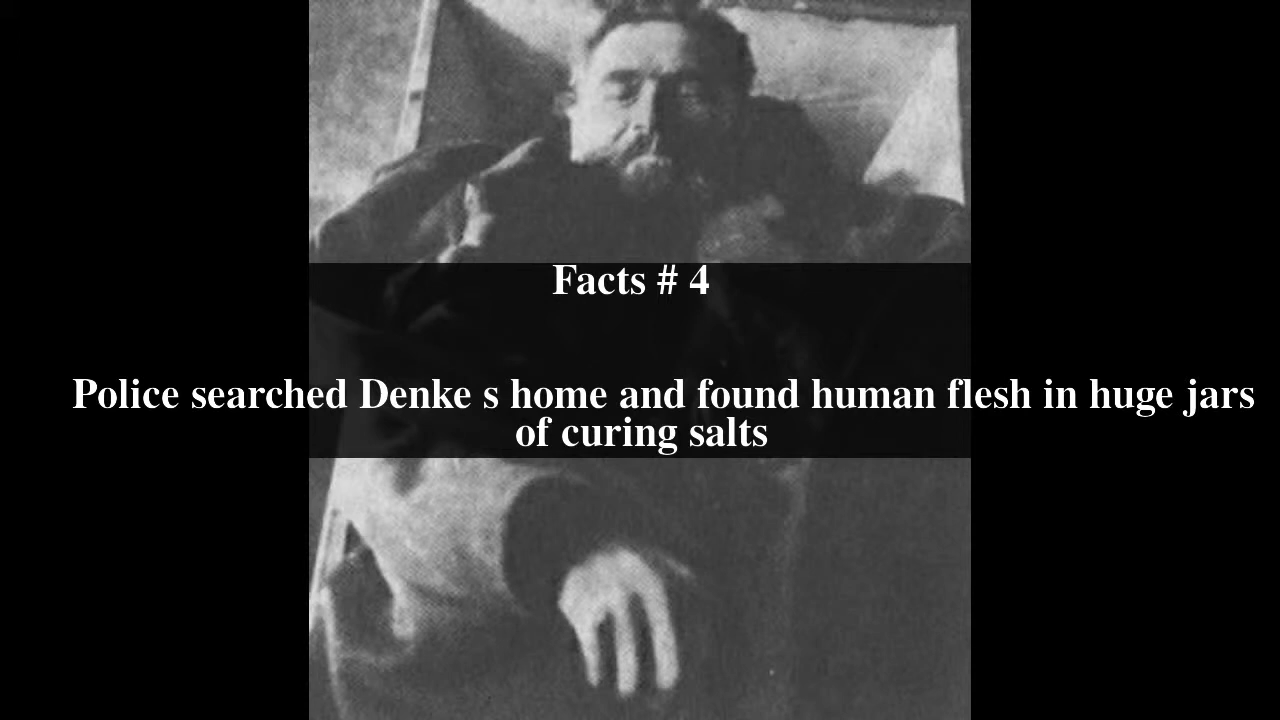 Facts # 4
Police searched Denke s home and found human flesh in huge jars
of curing salts